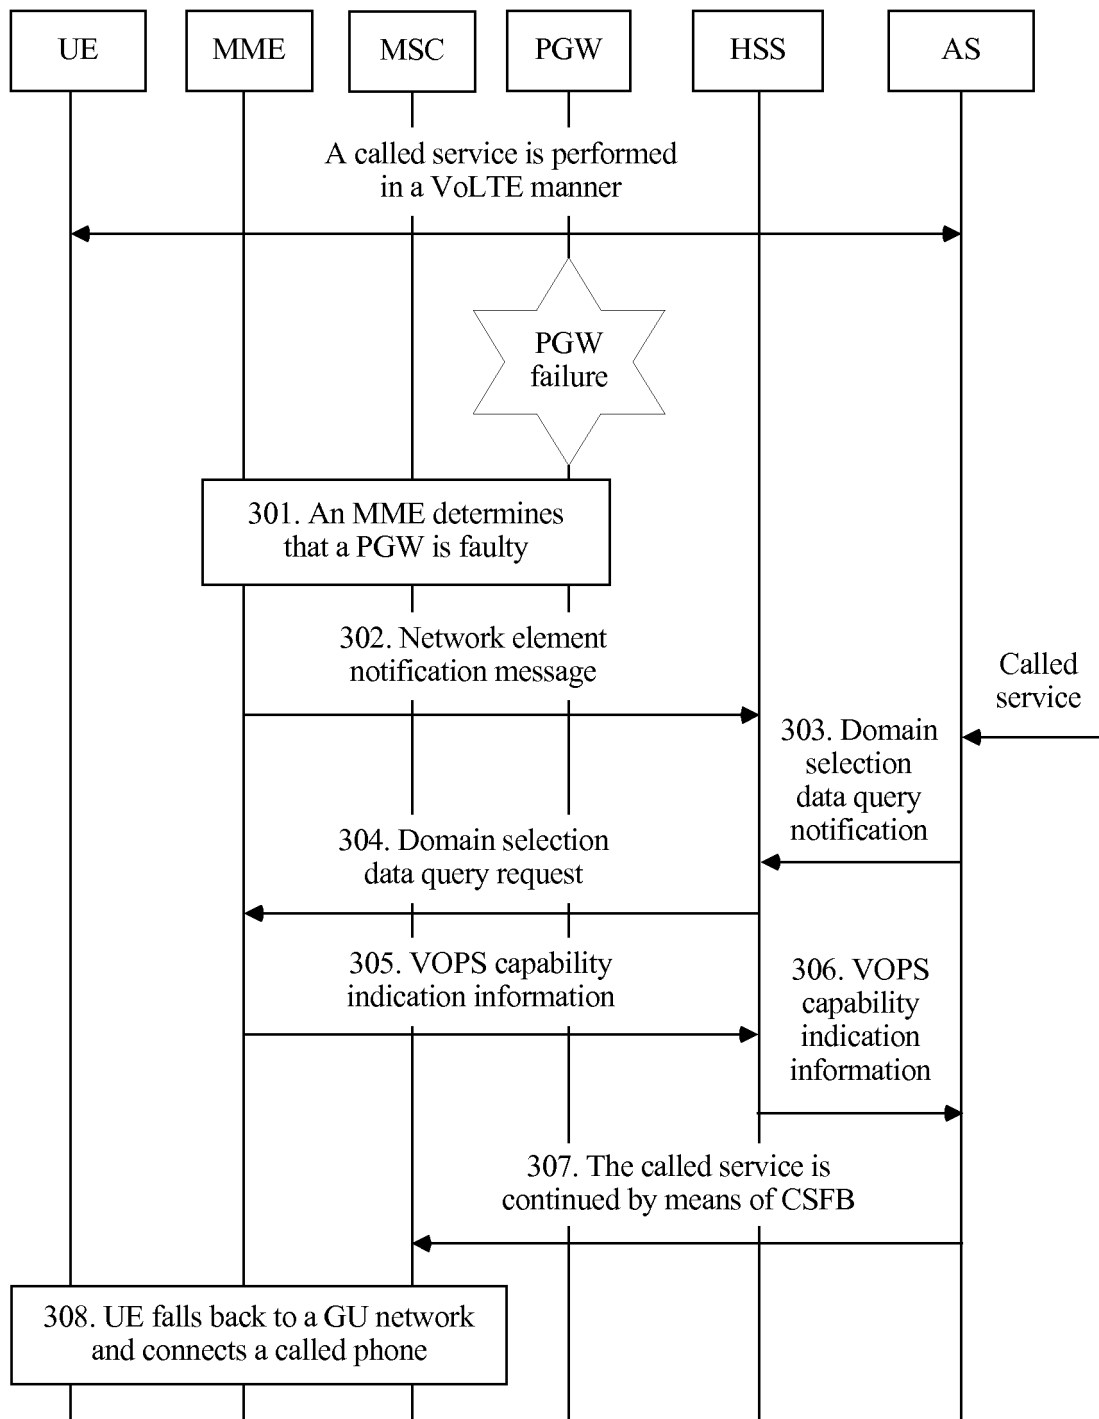 UE
MME
MSC
PGW
HSS
AS
A called service is performed
in a VoLTE manner
PGW
failure
301. An MME determines
that a PGW is faulty
302. Network element
notification message
Called
service
303. Domain
selection
data query
notification
304. Domain selection
data query request
305. VOPS capability
indication information
306. VOPS
capability
indication
information
307. The called service is
continued by means of CSFB
308. UE falls back to a GU network
and connects a called phone